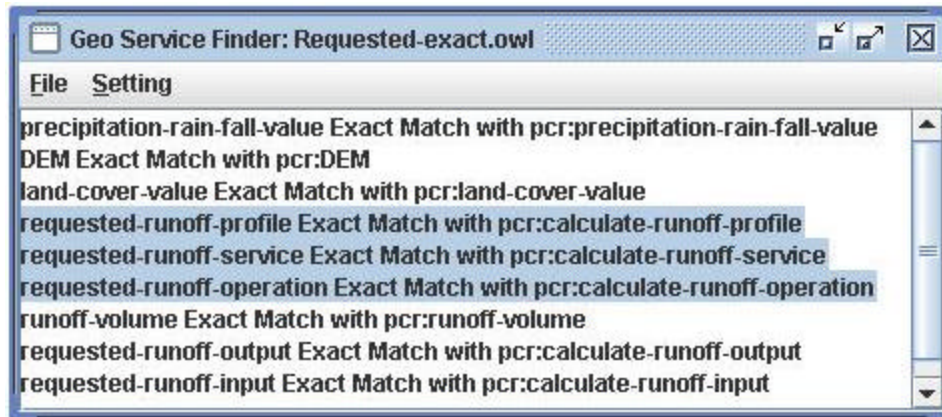 Geo Service Finder: Requested-exact.owl
File Setting
precipitation-rain-fall-value Exact Match with pcr:precipitation-rain-fall-value
DEM Exact Match with pcr:DEM
land-cover-value Exact Match with pcr:land-cover-value
requested-runoff-profile Exact Match with pcr:calculate-runoff-profile
requested-runoff-service Exact Match with pcr:calculate-runoff-service
requested-runoff-operation Exact Match with pcr:calculate-runoff-operation
runoff-volume Exact Match with pcr:runoff-volume
requested-runoff-output Exact Match with pcr:calculate-runoff-output
requested-runoff-input Exact Match with pcr:calculate-runoff-input